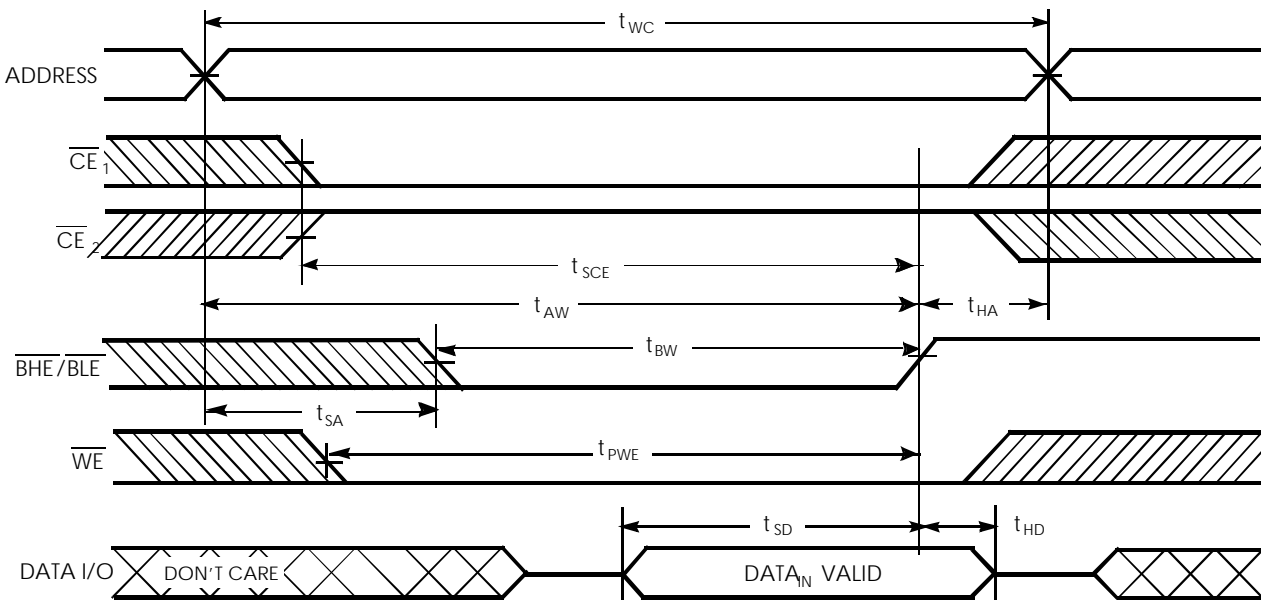 tWC
ADDRESS
CE1
CE2
tSCE
tAW
tHA
BHE/BLE
tBW
tSA
WE
tPWE
tSD
tHD
DATA I/O
DON'T CARE
DATAIN VALID